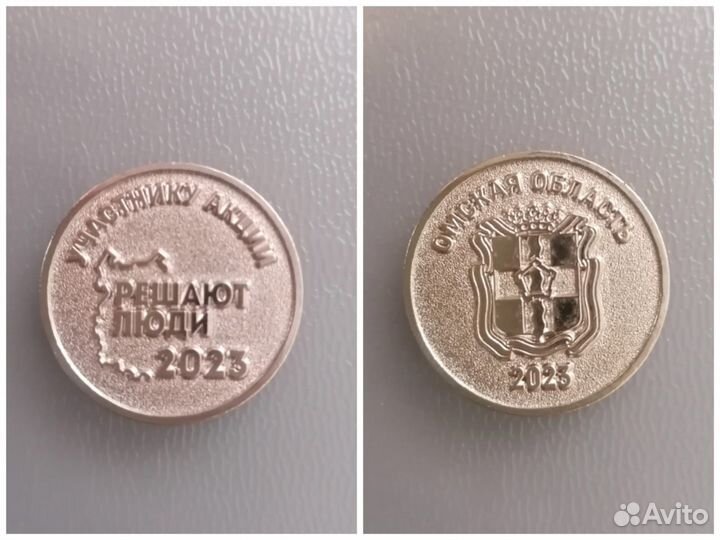 УЧАСТНИКУ АКЦИИ
РЕШАЮТ
ЛЮДИ
2023
ОМСКАЯ ОБЛАСТЬ
2023
Avito